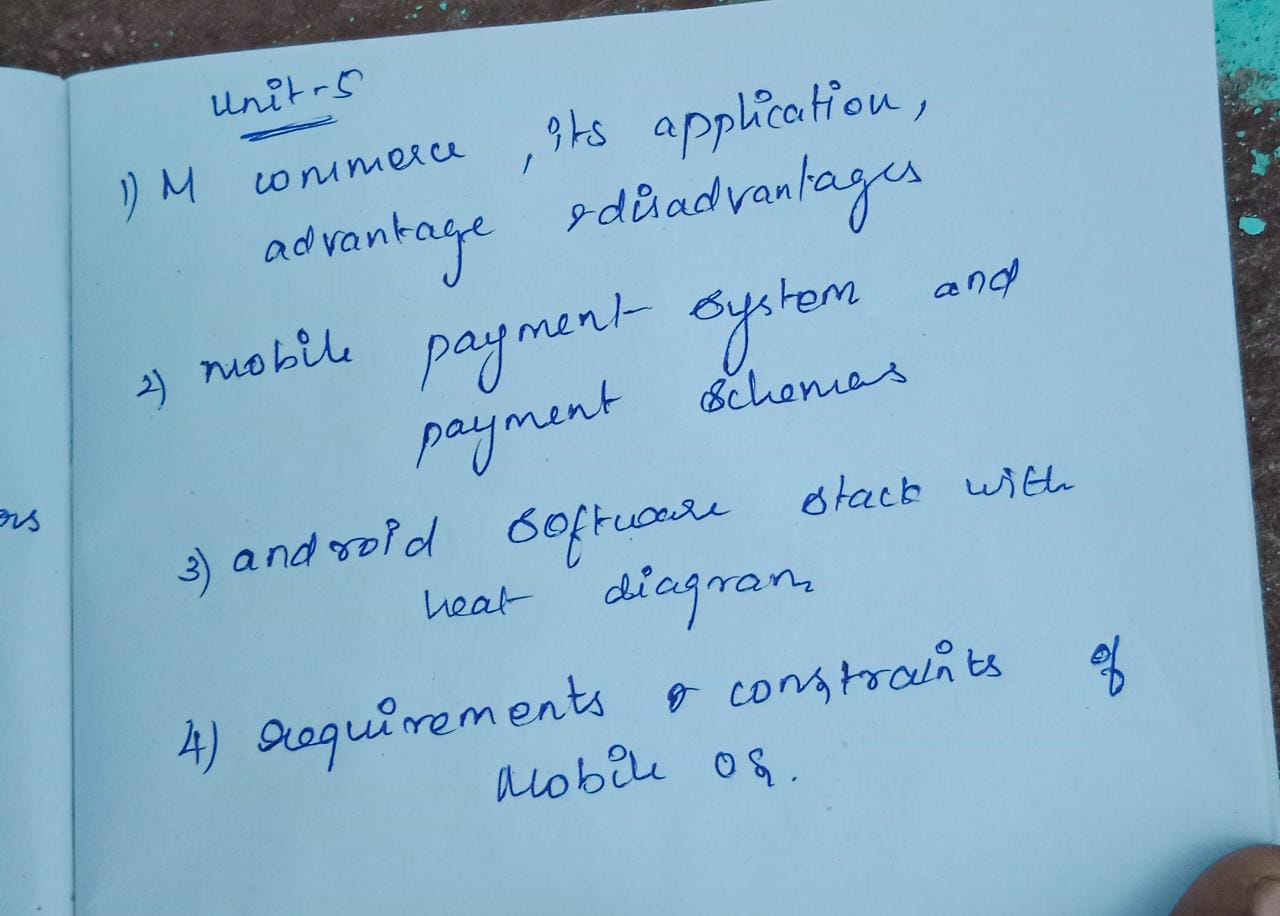 Unit-5
1) M commerce, its application,
advantage & disadvantages
2) mobile payment system and
payment schemes
3) android software stack with
neat diagram
4) requirements & constraints of
Mobile OS.